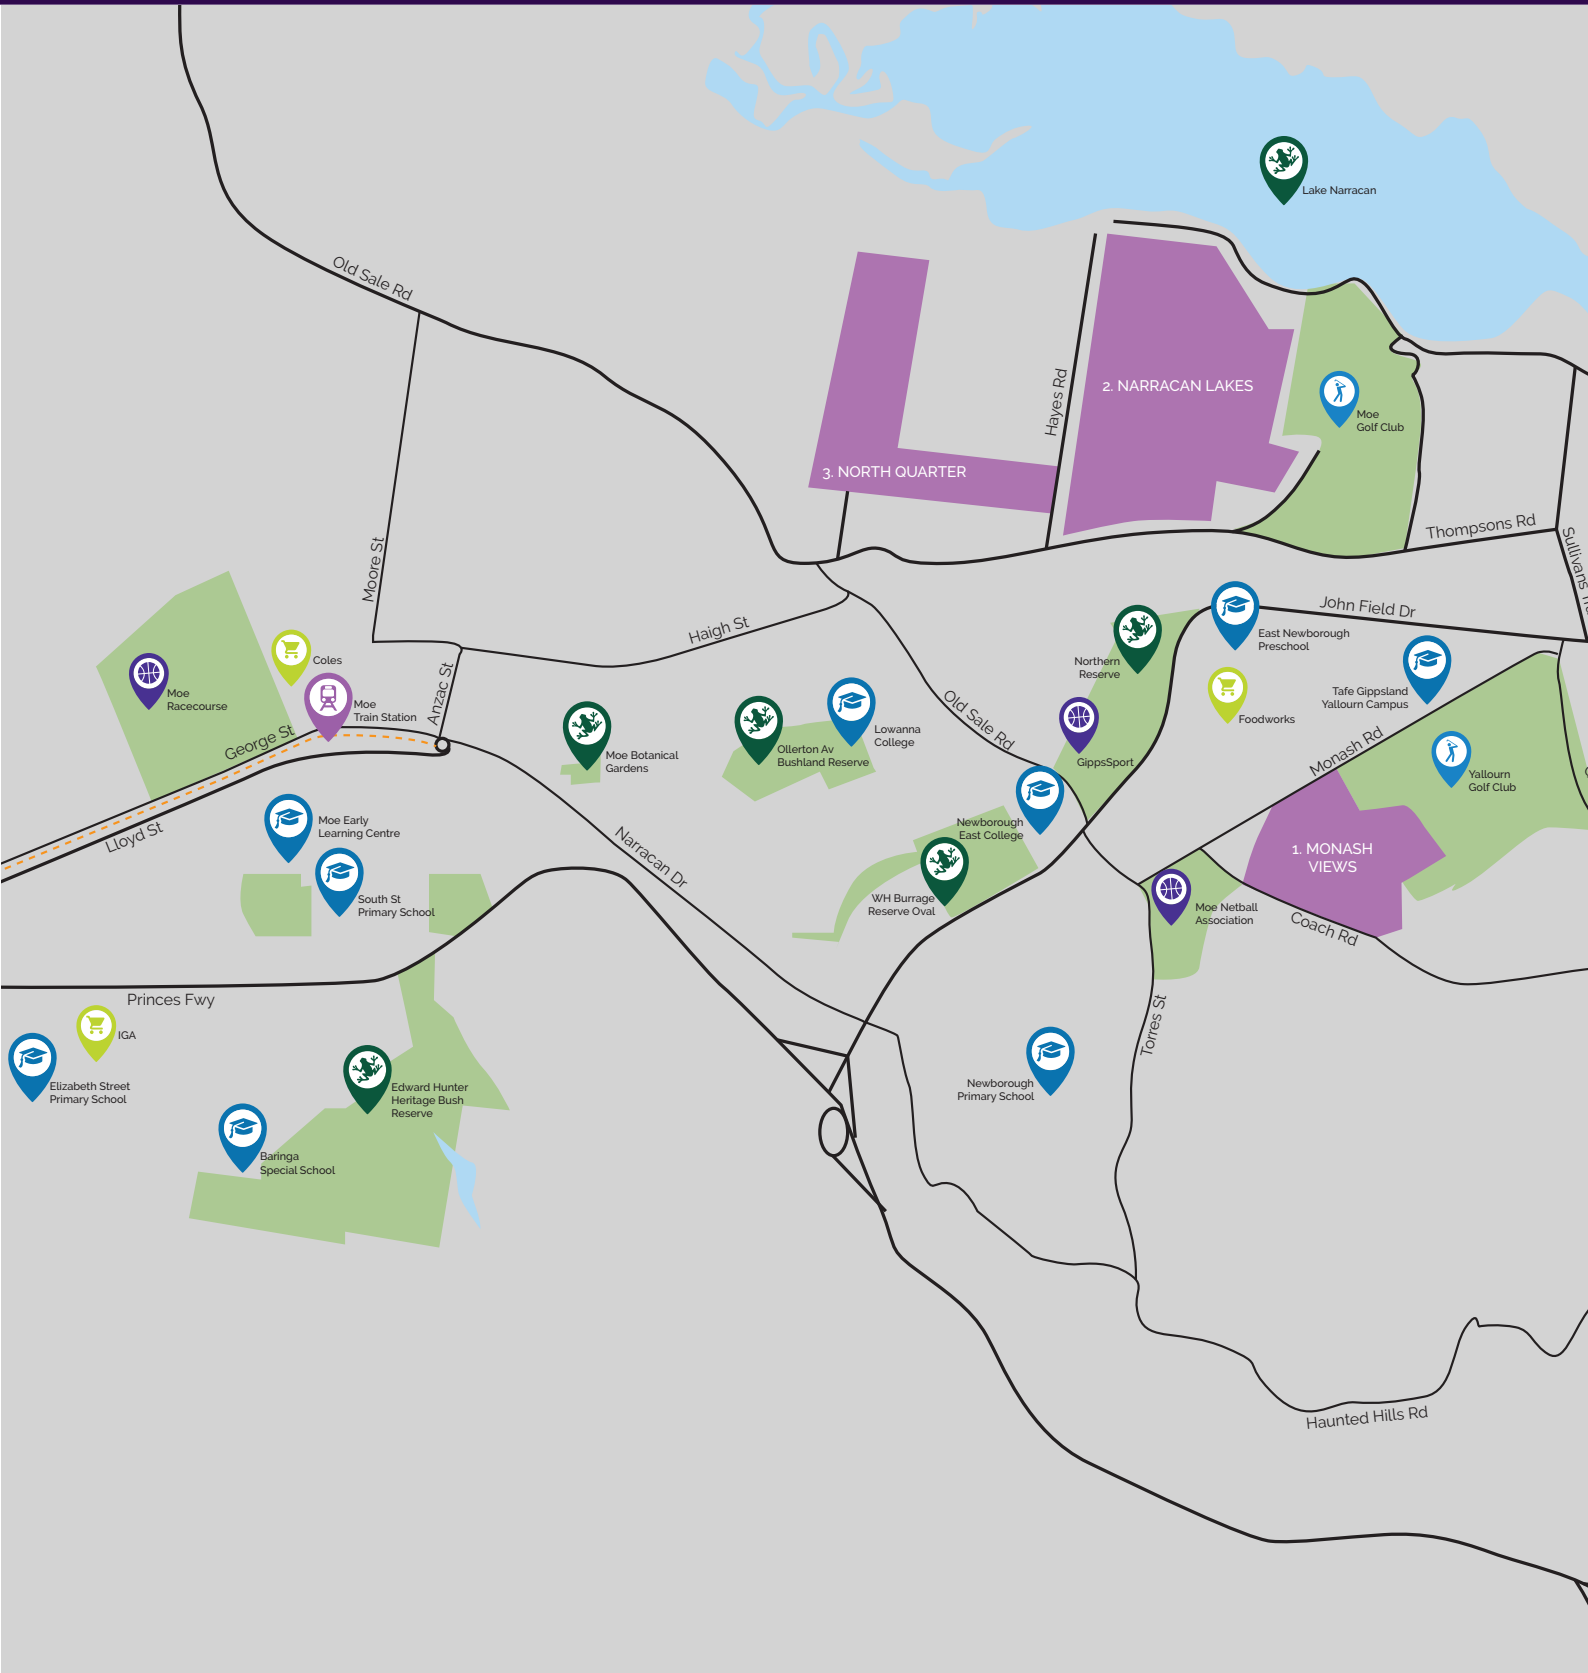 Lake Narracan
Old Sale Rd
Hayes Rd
2. NARRACAN LAKES
Moe
Golf Club
3. NORTH QUARTER
Thompsons Rd
Sullivans
Moore St
John Field Dr
East Newborough
Preschool
Haigh St
Northern
Reserve
Coles
Moe
Racecourse
Moe
Train Station
Anzac St
George St
Tafe Gippsland
Yallourn Campus
Foodworks
Old Sale Rd
Lowanna
College
Moe Botanical
Gardens
Ollerton Av
Bushland Reserve
GippsSport
Monash Rd
Yallourn
Golf Club
Moe Early
Learning Centre
Lloyd St
Newborough
East College
Narracan Dr
1. MONASH
VIEWS
South St
Primary School
WH Burrage
Reserve Oval
Moe Netball
Association
Coach Rd
Princes Fwy
Torres St
IGA
Elizabeth Street
Primary School
Edward Hunter
Heritage Bush
Reserve
Newborough
Primary School
Baringa
Special School
Haunted Hills Rd